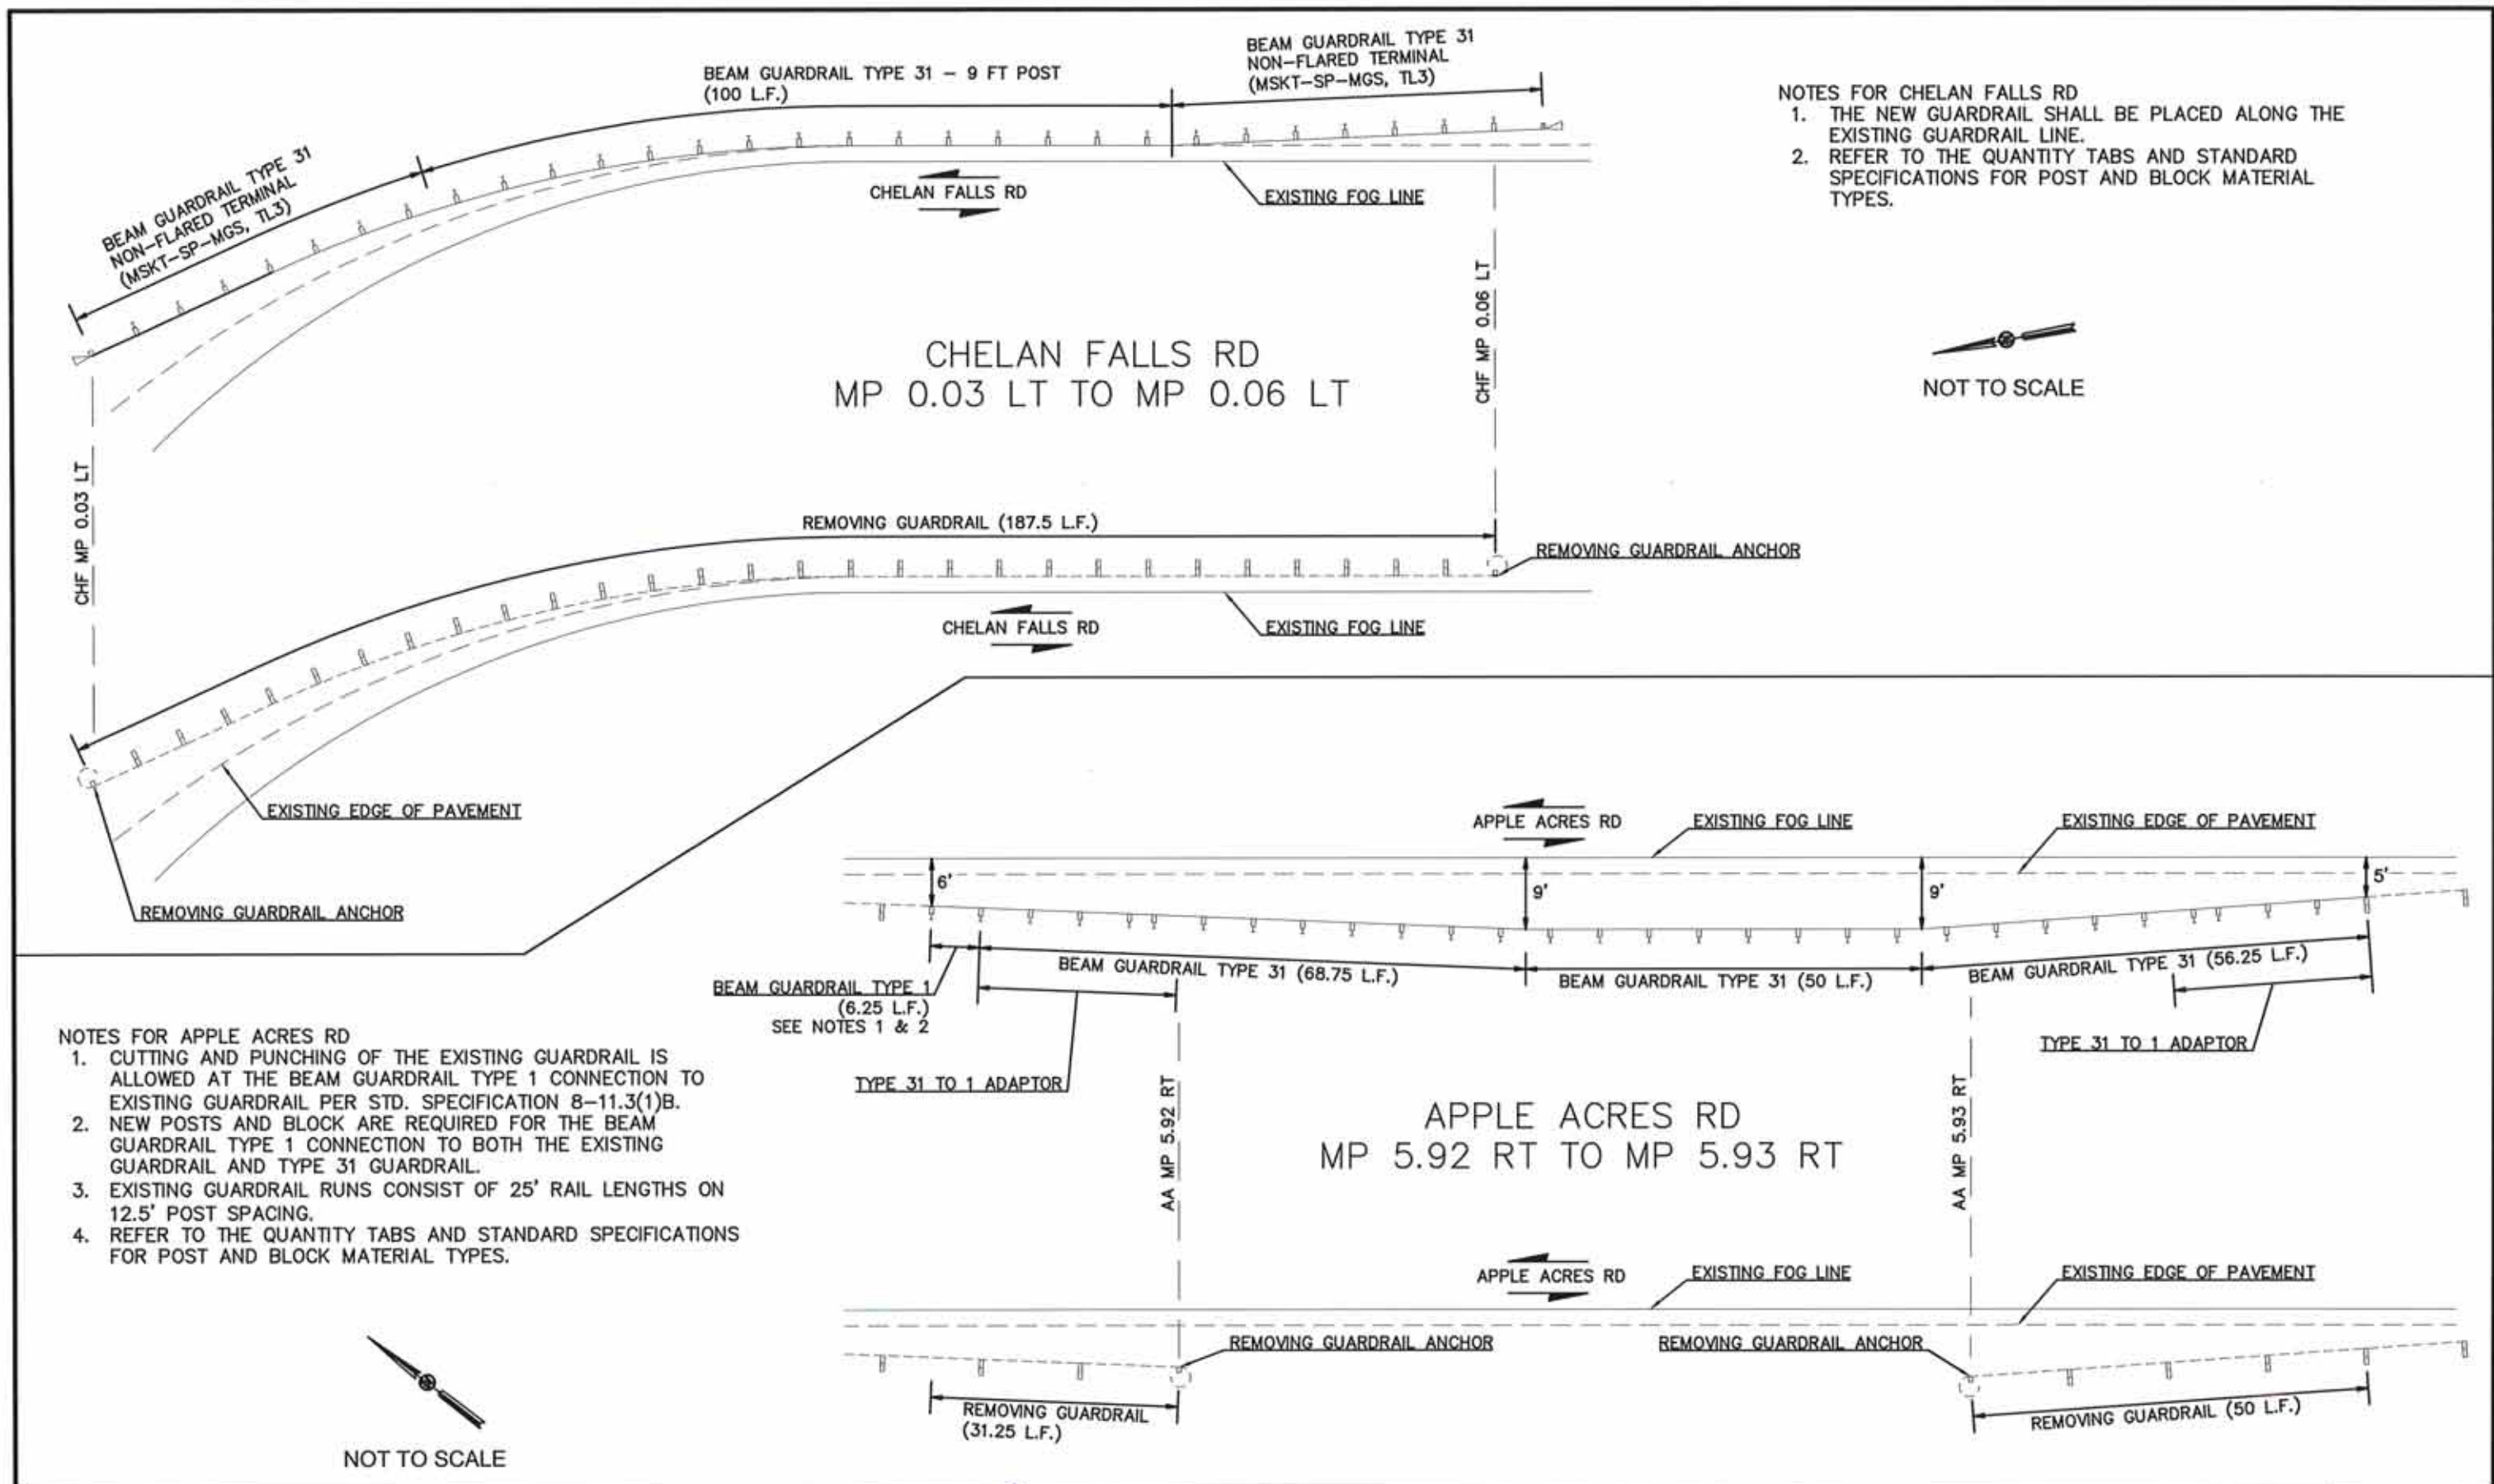 BEAM GUARDRAIL TYPE 31
NON-FLARED TERMINAL
(MSKT-SP-MGS, TL3)
BEAM GUARDRAIL TYPE 31 - 9 FT POST
(100 L.F.)
BEAM GUARDRAIL TYPE 31
NON-FLARED TERMINAL
(MSKT-SP-MGS, TL3)
CHELAN FALLS RD
EXISTING FOG LINE
NOTES FOR CHELAN FALLS RD
1. THE NEW GUARDRAIL SHALL BE PLACED ALONG THE
EXISTING GUARDRAIL LINE.
2. REFER TO THE QUANTITY TABS AND STANDARD
SPECIFICATIONS FOR POST AND BLOCK MATERIAL
TYPES.
NOT TO SCALE
CHELAN FALLS RD
MP 0.03 LT TO MP 0.06 LT
CHF MP 0.03 LT
CHF MP 0.06 LT
REMOVING GUARDRAIL (187.5 L.F.)
REMOVING GUARDRAIL ANCHOR
CHELAN FALLS RD
EXISTING FOG LINE
EXISTING EDGE OF PAVEMENT
REMOVING GUARDRAIL ANCHOR
APPLE ACRES RD
EXISTING FOG LINE
EXISTING EDGE OF PAVEMENT
6'
9'
9'
5'
BEAM GUARDRAIL TYPE 1
(6.25 L.F.)
SEE NOTES 1 & 2
BEAM GUARDRAIL TYPE 31 (68.75 L.F.)
BEAM GUARDRAIL TYPE 31 (50 L.F.)
BEAM GUARDRAIL TYPE 31 (56.25 L.F.)
TYPE 31 TO 1 ADAPTOR
TYPE 31 TO 1 ADAPTOR
AA MP 5.92 RT
AA MP 5.93 RT
APPLE ACRES RD
MP 5.92 RT TO MP 5.93 RT
NOTES FOR APPLE ACRES RD
1. CUTTING AND PUNCHING OF THE EXISTING GUARDRAIL IS
ALLOWED AT THE BEAM GUARDRAIL TYPE 1 CONNECTION TO
EXISTING GUARDRAIL PER STD. SPECIFICATION 8-11.3(1)B.
2. NEW POSTS AND BLOCK ARE REQUIRED FOR THE BEAM
GUARDRAIL TYPE 1 CONNECTION TO BOTH THE EXISTING
GUARDRAIL AND TYPE 31 GUARDRAIL.
3. EXISTING GUARDRAIL RUNS CONSIST OF 25' RAIL LENGTHS ON
12.5' POST SPACING.
4. REFER TO THE QUANTITY TABS AND STANDARD SPECIFICATIONS
FOR POST AND BLOCK MATERIAL TYPES.
NOT TO SCALE
APPLE ACRES RD
EXISTING FOG LINE
EXISTING EDGE OF PAVEMENT
REMOVING GUARDRAIL ANCHOR
REMOVING GUARDRAIL ANCHOR
REMOVING GUARDRAIL
(31.25 L.F.)
REMOVING GUARDRAIL (50 L.F.)